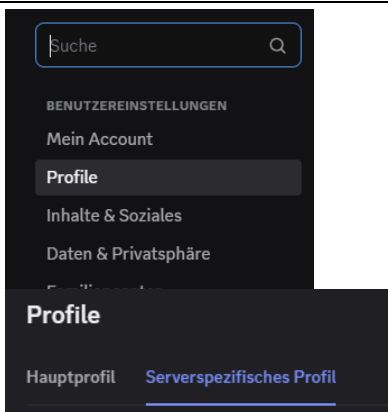 Suche
BENUTZEREINSTELLUNGEN
Mein Account
Profile
Inhalte & Soziales
Daten & Privatsphäre
Profile
Hauptprofil Serverspezifisches Profil